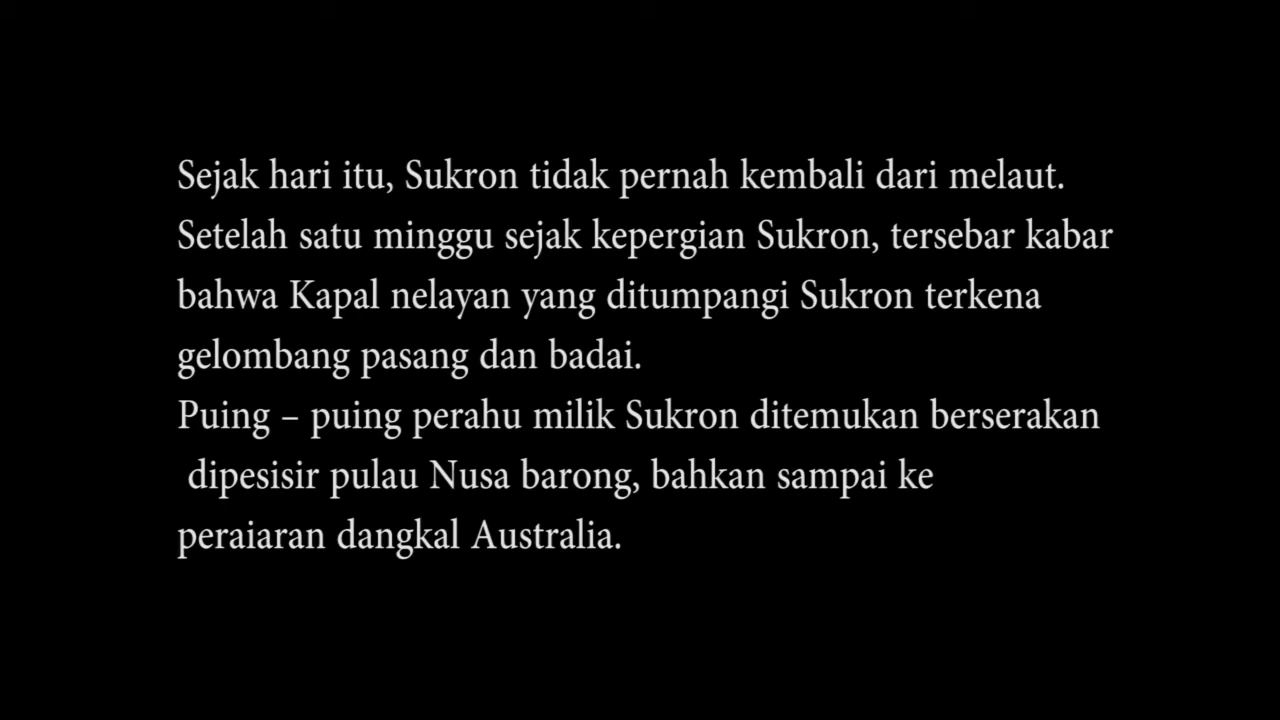 Sejak hari itu, Sukron tidak pernah kembali dari melaut.
Setelah satu minggu sejak kepergian Sukron, tersebar kabar
bahwa Kapal nelayan yang ditumpangi Sukron terkena
gelombang pasang dan badai.
Puing – puing perahu milik Sukron ditemukan berserakan
dipesisir pulau Nusa barong, bahkan sampai ke
peraiaran dangkal Australia.